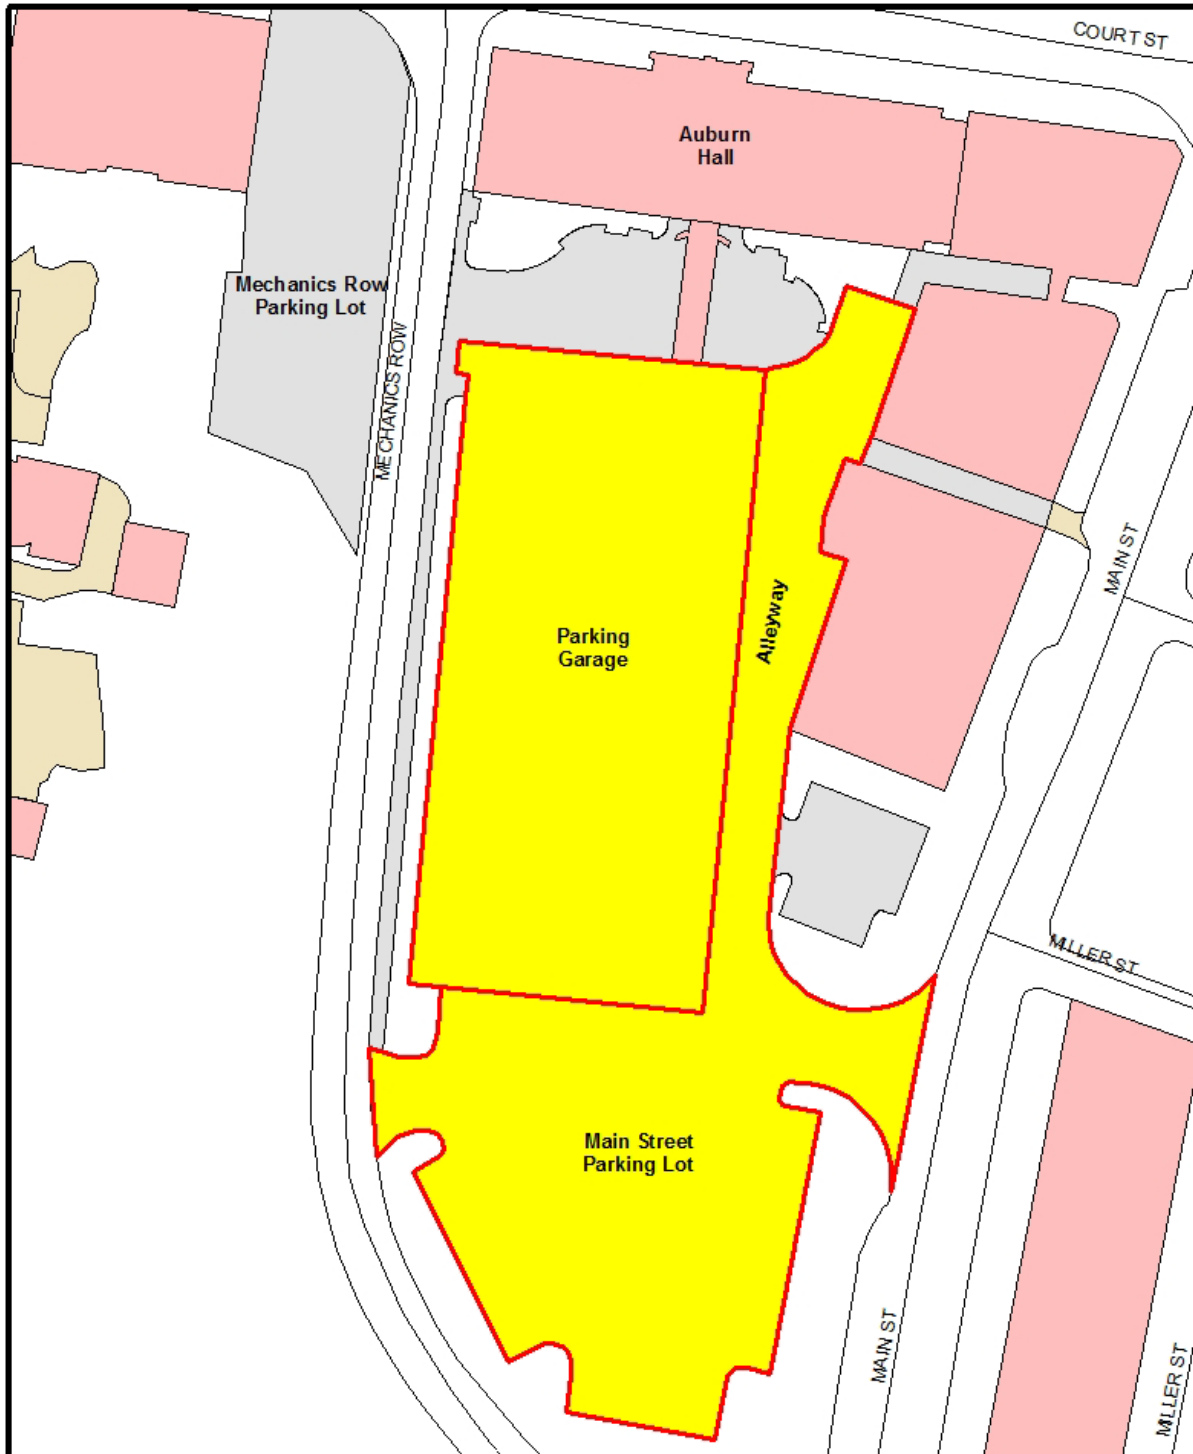 COURT ST
Auburn
Hall
Mechanics Row
Parking Lot
MECHANICS ROW
MAIN ST
Alleyway
Parking
Garage
MILLER ST
Main Street
Parking Lot
MAIN ST
MILLER ST